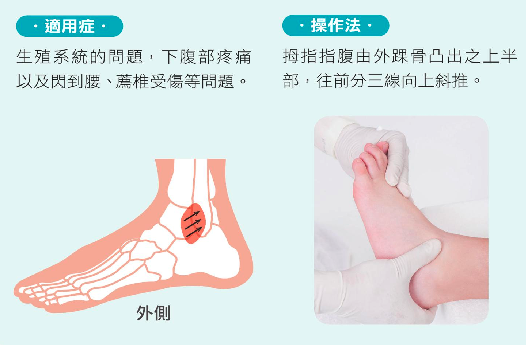 ・適用症・
生殖系統的問題，下腹部疼痛
以及閃到腰、薦椎受傷等問題。
・操作法・
拇指指腹由外踝骨凸出之上半
部，往前分三線向上斜推。
外側